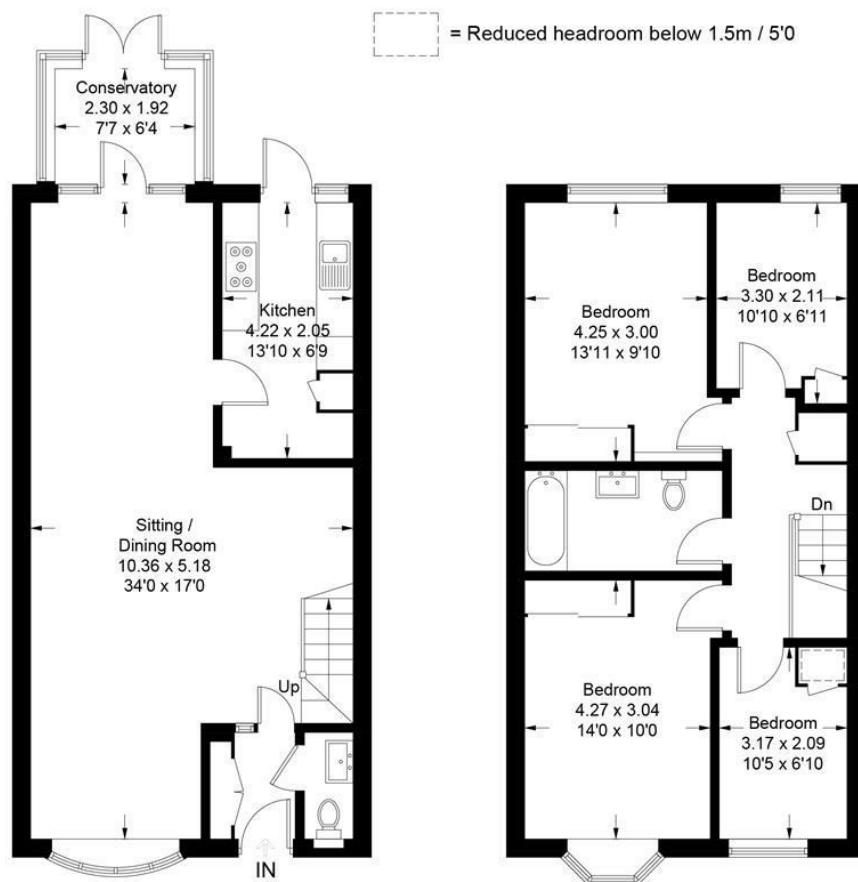 = Reduced headroom below 1.5m / 5'0
Conservatory
2.30 x 1.92
7'7 x 6'4
Kitchen
4.22 x 2.05
13'10 x 6'9
Sitting /
Dining Room
10.36 x 5.18
34'0 x 17'0
Up
IN
Bedroom
4.25 x 3.00
13'11 x 9'10
Bedroom
3.30 x 2.11
10'10 x 6'11
Dn
Bedroom
4.27 x 3.04
14'0 x 10'0
Bedroom
3.17 x 2.09
10'5 x 6'10